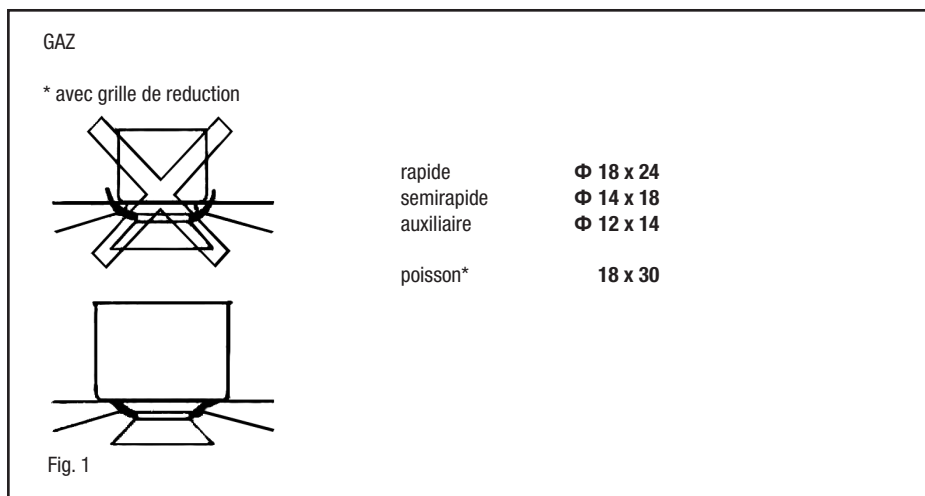 GAZ
* avec grille de reduction
rapide Φ 18 x 24
semirapide Φ 14 x 18
auxiliaire Φ 12 x 14
poisson* 18 x 30
Fig. 1